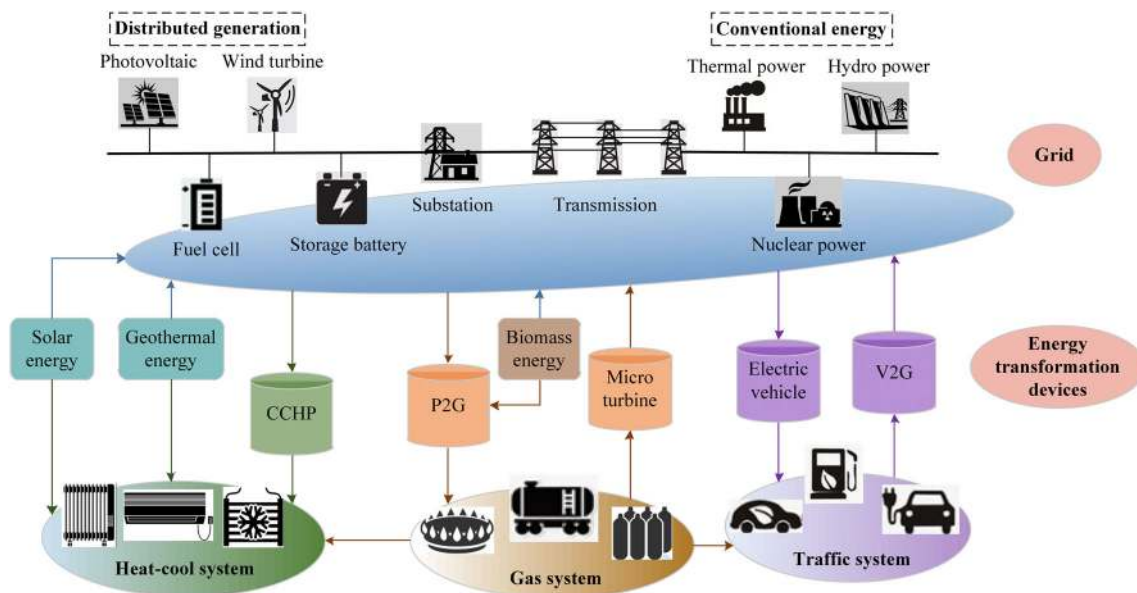 Distributed generation
Conventional energy
Photovoltaic
Wind turbine
Thermal power
Hydro power
Grid
Substation
Transmission
Fuel cell
Storage battery
Nuclear power
Solar
energy
Geothermal
energy
Biomass
energy
Energy
transformation
devices
CCHP
P2G
Micro
turbine
Electric
vehicle
V2G
Heat-cool system
Gas system
Traffic system